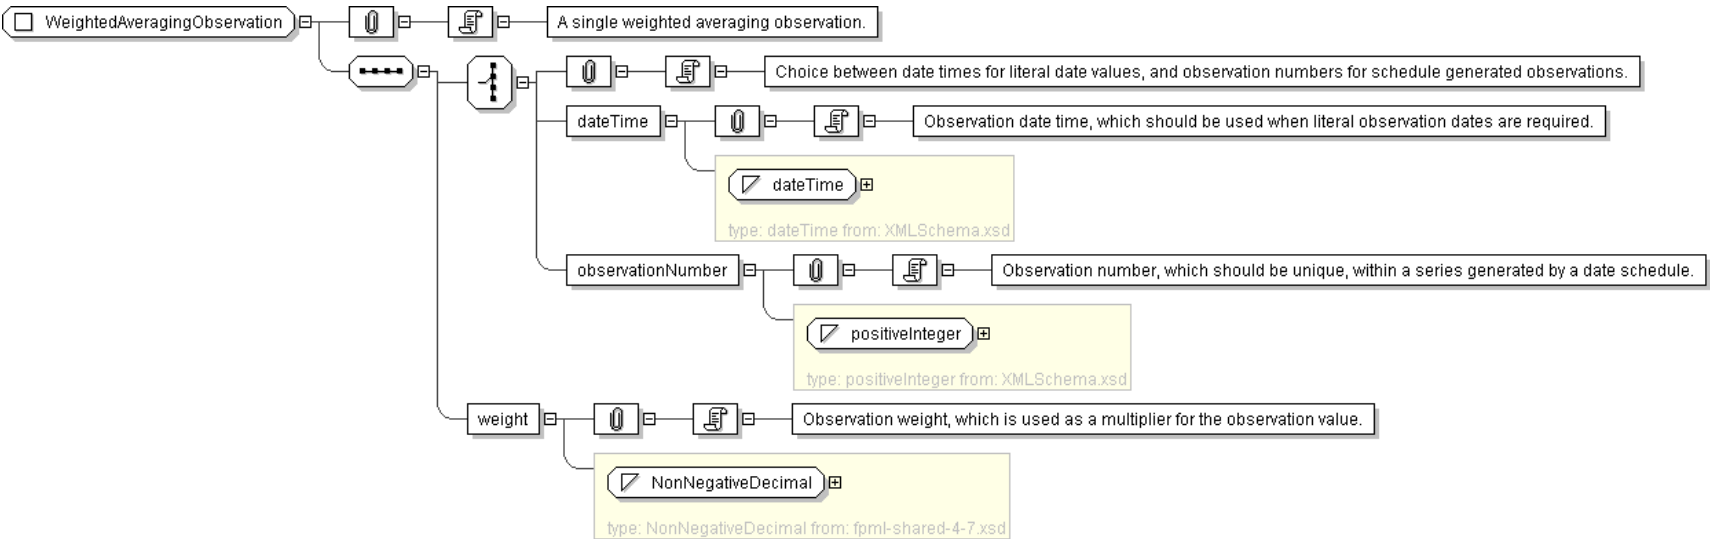 WeightedAveragingObservation
A single weighted averaging observation.
Choice between date times for literal date values, and observation numbers for schedule generated observations.
dateTime
Observation date time, which should be used when literal observation dates are required.
dateTime
type: dateTime from: XMLSchema.xsd
observationNumber
Observation number, which should be unique, within a series generated by a date schedule.
positiveInteger
type: positiveInteger from: XMLSchema.xsd
weight
Observation weight, which is used as a multiplier for the observation value.
NonNegativeDecimal
type: NonNegativeDecimal from: fpml-shared-4-7.xsd